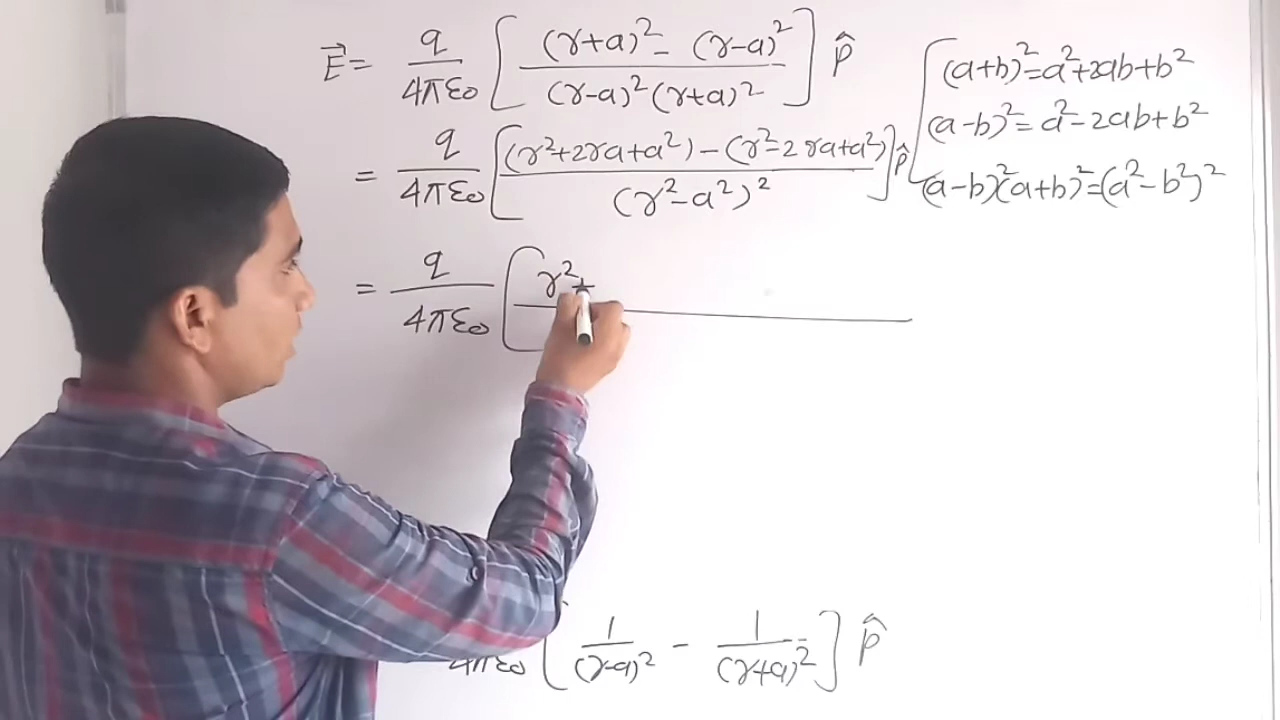 E⃗ = q/4πε₀ [ (r+a)² − (r−a)² / (r−a)² (r+a)² ] p̂
= q/4πε₀ [ (r²+2ra+a²) − (r²−2ra+a²) / (r²−a²)² ] p̂
= q/4πε₀ [ r²+
(a+b)² = a²+2ab+b²
(a−b)² = a²−2ab+b²
(a−b)²(a+b)² = (a²−b²)²
4πε₀ [ 1/(r−a)² − 1/(r+a)² ] p̂